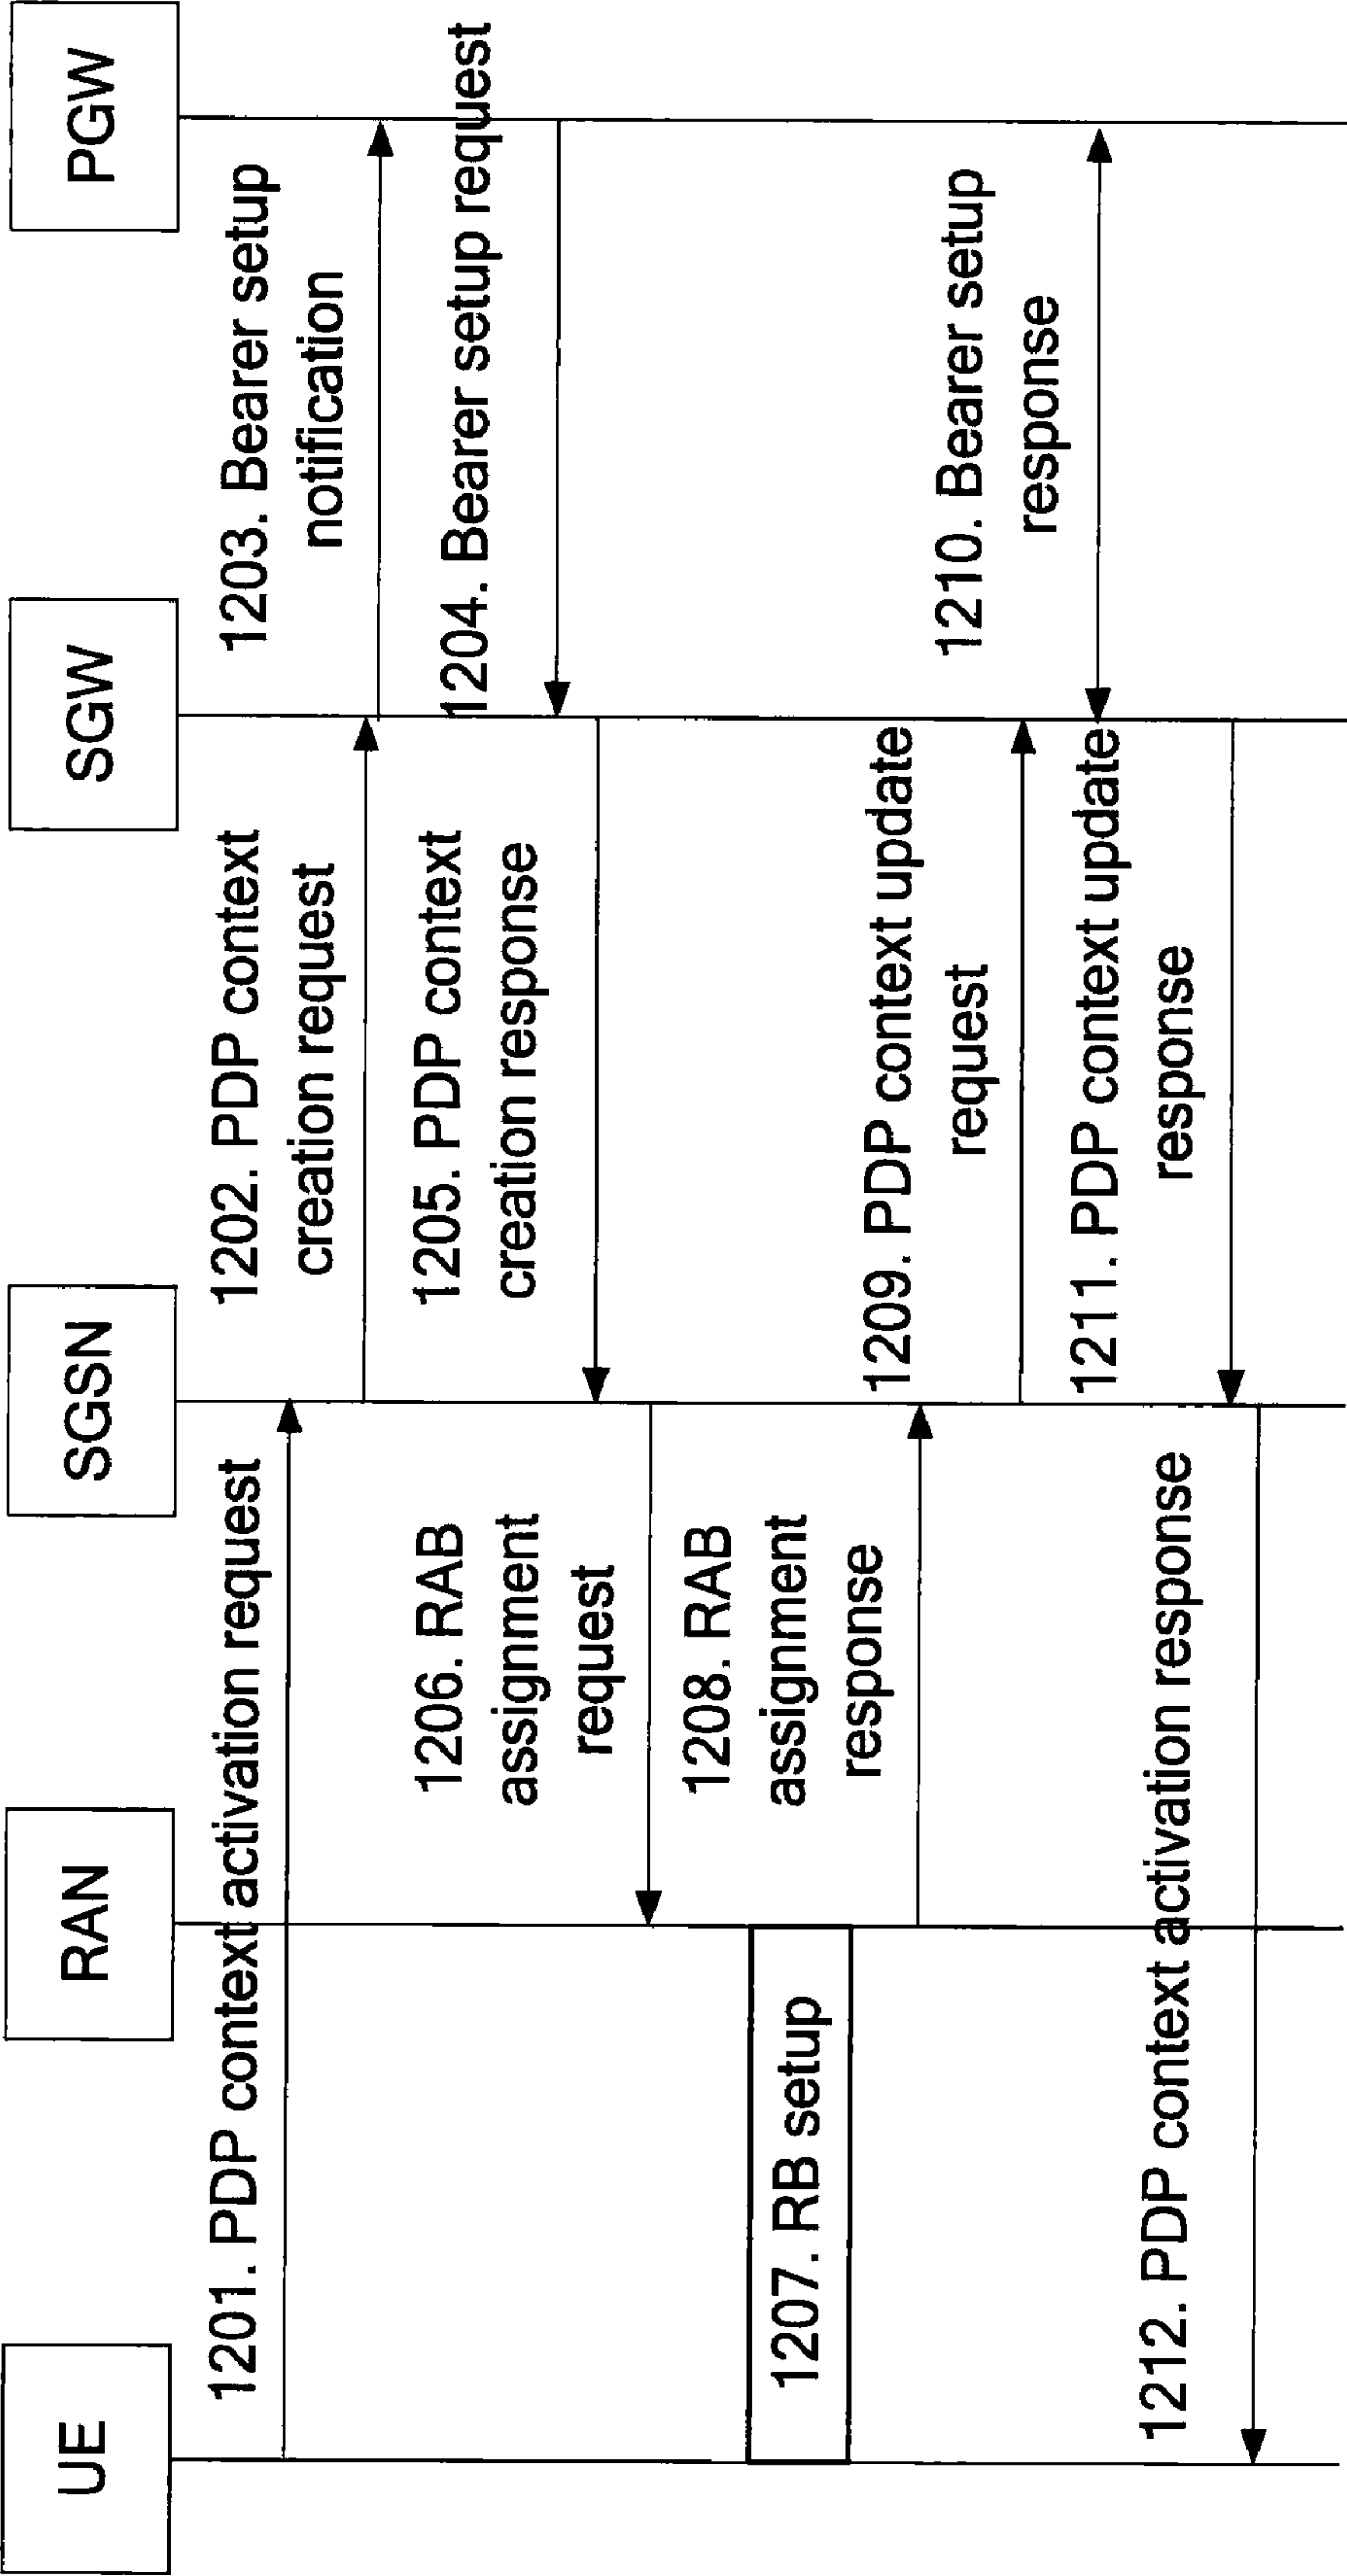 UE
RAN
SGSN
SGW
PGW
1201. PDP context activation request
1202. PDP context
creation request
1203. Bearer setup
notification
1204. Bearer setup request
1205. PDP context
creation response
1206. RAB
assignment
request
1207. RB setup
1208. RAB
assignment
response
1209. PDP context update
request
1210. Bearer setup
response
1211. PDP context update
response
1212. PDP context activation response